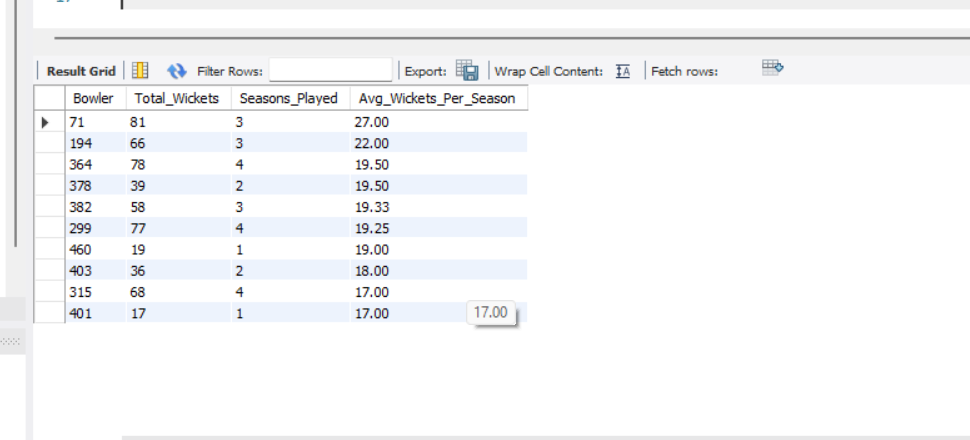 Result Grid Filter Rows: Export: Wrap Cell Content: IA Fetch rows:
Bowler Total_Wickets Seasons_Played Avg_Wickets_Per_Season
71 81 3 27.00
194 66 3 22.00
364 78 4 19.50
378 39 2 19.50
382 58 3 19.33
299 77 4 19.25
460 19 1 19.00
403 36 2 18.00
315 68 4 17.00
401 17 1 17.00 17.00